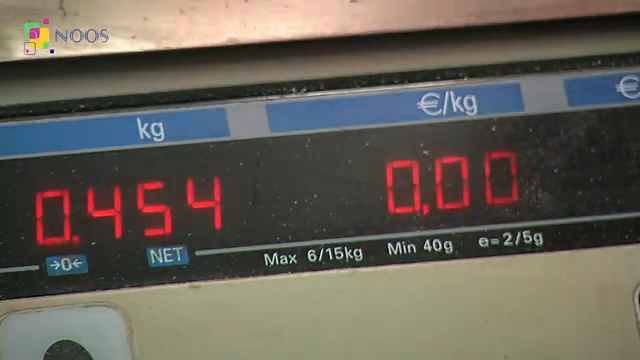 NOOS
kg €/kg €
0.454 0,00
→0← NET Max 6/15kg Min 40g e=2/5g